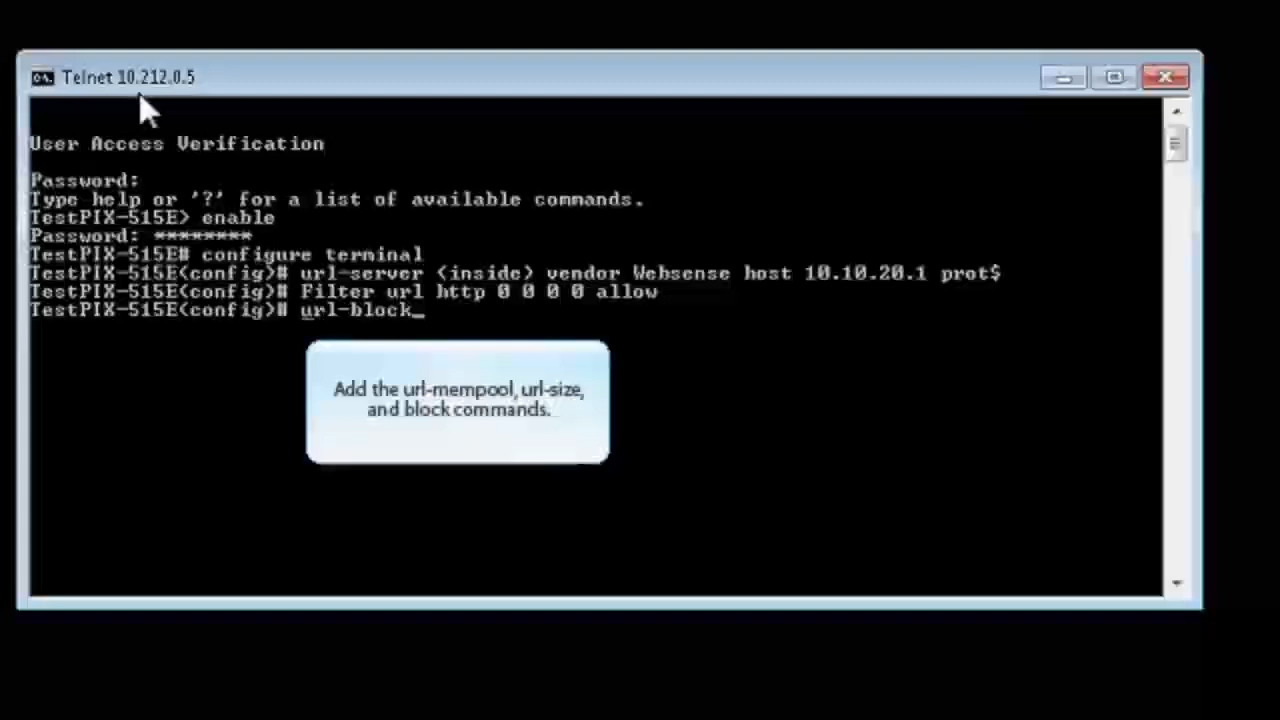 Telnet 10.212.0.5
User Access Verification
Password:
Type help or '?' for a list of available commands.
TestPIX-515E> enable
Password: ********
TestPIX-515E# configure terminal
TestPIX-515E(config)# url-server (inside) vendor Websense host 10.10.20.1 prot$
TestPIX-515E(config)# Filter url http 0 0 0 0 allow
TestPIX-515E(config)# url-block_
Add the url-mempool, url-size,
and block commands.